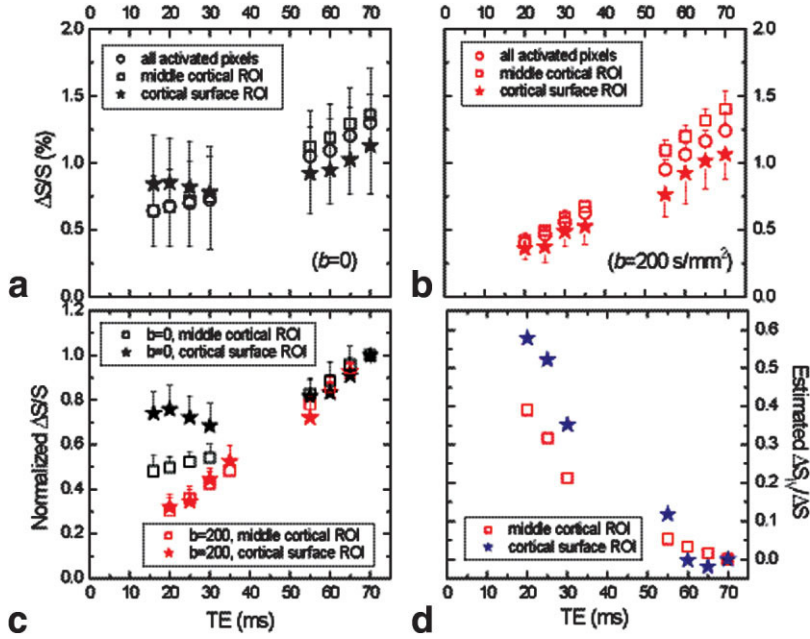 0 10 20 30 40 50 60 70
0 10 20 30 40 50 60 70
2.0
1.5
1.0
0.5
0.0
ΔS/S (%)
all activated pixels
middle cortical ROI
cortical surface ROI
(b=0)
a
all activated pixels
middle cortical ROI
cortical surface ROI
(b=200 s/mm²)
2.0
1.5
1.0
0.5
0.0
b
1.2
1.0
0.8
0.6
0.4
0.2
0.0
Normalized ΔS/S
b=0, middle cortical ROI
b=0, cortical surface ROI
b=200, middle cortical ROI
b=200, cortical surface ROI
0 10 20 30 40 50 60 70
TE (ms)
c
middle cortical ROI
cortical surface ROI
0.6
0.5
0.4
0.3
0.2
0.1
0.0
Estimated ΔS_IV/ΔS
0 10 20 30 40 50 60 70
TE (ms)
d